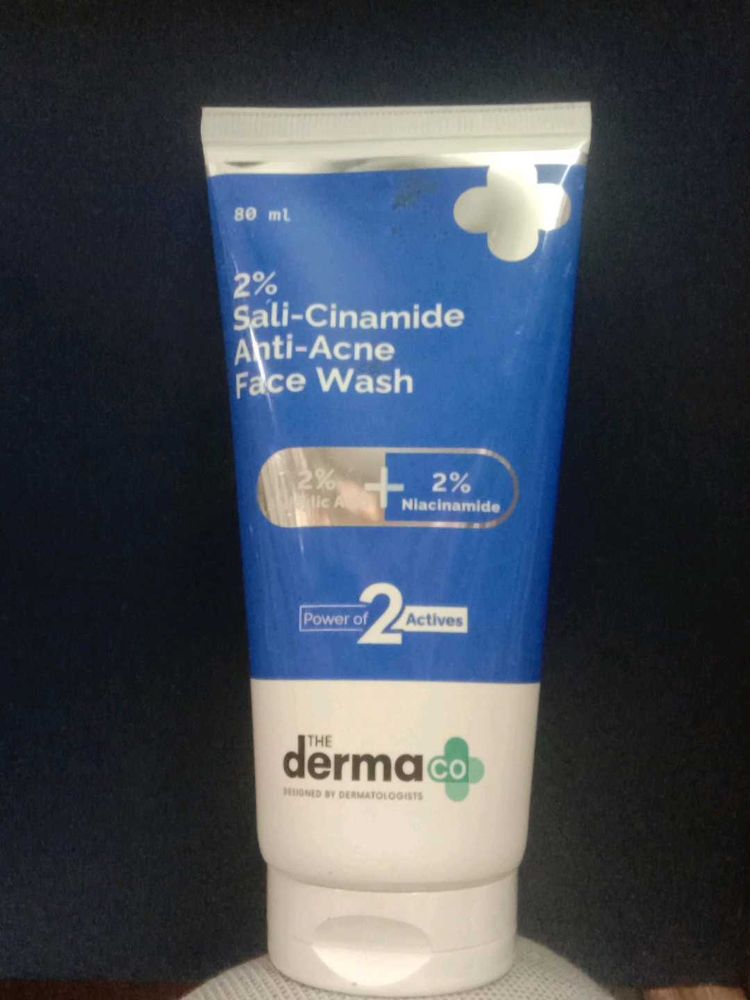 80 ml
2%
Sali-Cinamide
Anti-Acne
Face Wash
2%
2%
Niacinamide
Power of 2 Actives
THE
derma co
DESIGNED BY DERMATOLOGISTS